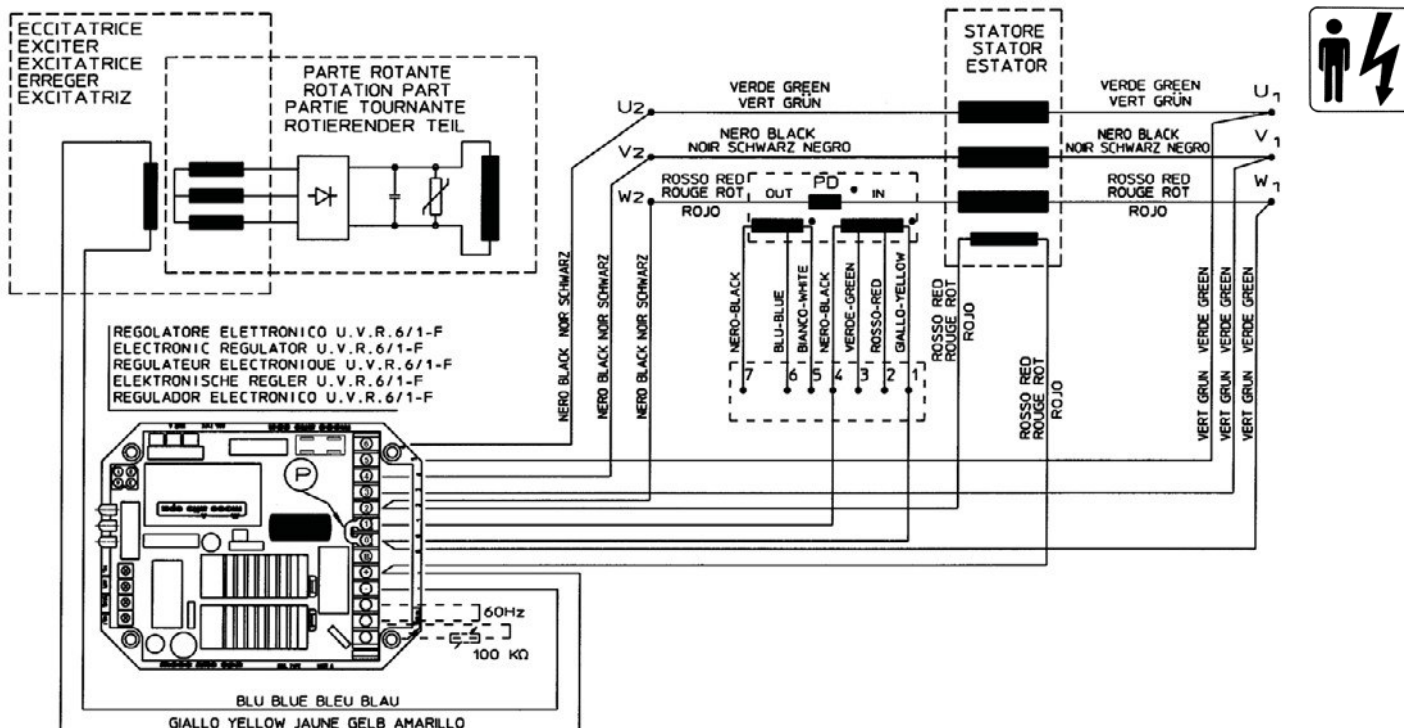 ECCITATRICE
EXCITER
EXCITATRICE
ERREGER
EXCITATRIZ
PARTE ROTANTE
ROTATION PART
PARTIE TOURNANTE
ROTIERENDER TEIL
STATORE
STATOR
ESTATOR
U2
VERDE GREEN
VERT GRÜN
VERDE GREEN
VERT GRÜN
U1
V2
NERO BLACK
NOIR SCHWARZ NEGRO
NERO BLACK
NOIR SCHWARZ NEGRO
V1
W2
ROSSO RED
ROUGE ROT
ROJO
OUT
PD
IN
ROSSO RED
ROUGE ROT
ROJO
W1
NERO BLACK NOIR SCHWARZ
NERO BLACK NOIR SCHWARZ
NERO BLACK NOIR SCHWARZ
NERO-BLACK
BLU-BLUE
BIANCO-WHITE
NERO-BLACK
VERDE-GREEN
ROSSO-RED
GIALLO-YELLOW
ROSSO RED
ROUGE ROT
ROJO
ROSSO RED
ROUGE ROT
ROJO
VERT GRUN VERDE GREEN
VERT GRUN VERDE GREEN
VERT GRUN VERDE GREEN
7 6 5 4 3 2 1
REGOLATORE ELETTRONICO U.V.R.6/1-F
ELECTRONIC REGULATOR U.V.R.6/1-F
REGULATEUR ELECTRONIQUE U.V.R.6/1-F
ELEKTRONISCHE REGLER U.V.R.6/1-F
REGULADOR ELECTRONICO U.V.R.6/1-F
P
60Hz
100 KΩ
BLU BLUE BLEU BLAU
GIALLO YELLOW JAUNE GELB AMARILLO